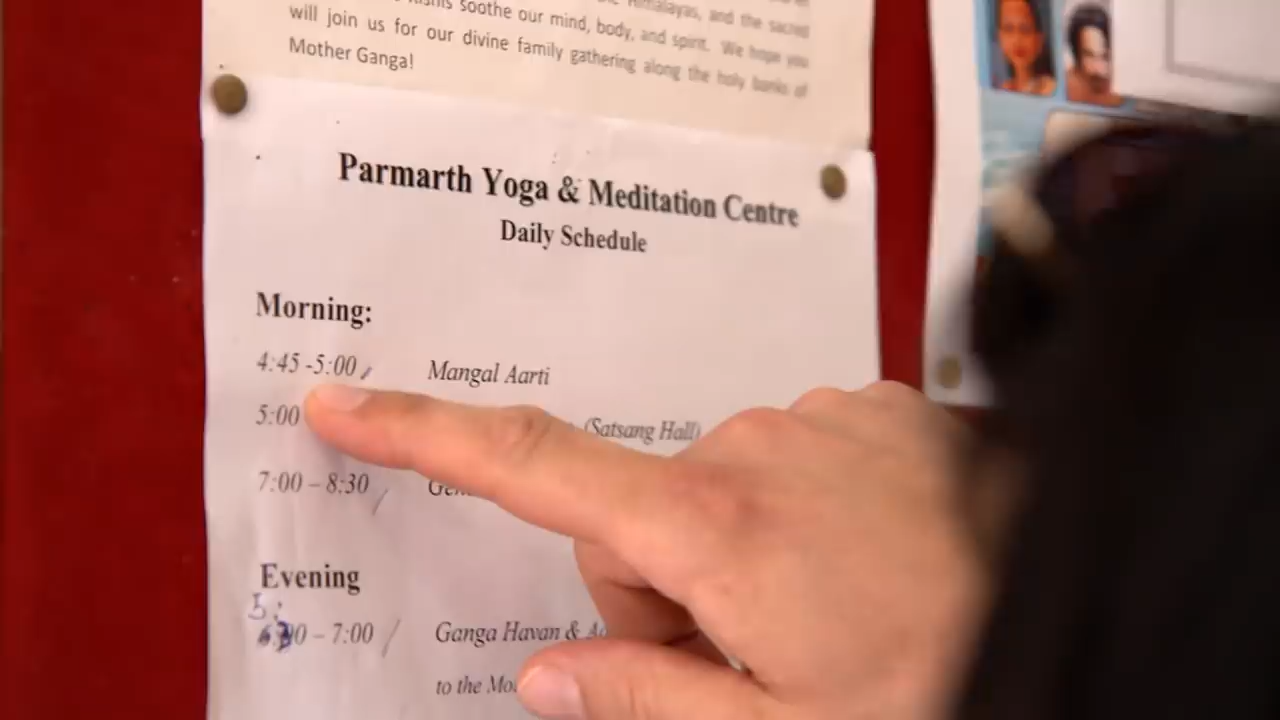 soothe our mind, body, and spirit. We hope you
will join us for our divine family gathering along the holy banks of
Mother Ganga!
Parmarth Yoga & Meditation Centre
Daily Schedule
Morning:
4:45 -5:00 Mangal Aarti
5:00 (Satsang Hall)
7:00 – 8:30
Evening
5: – 7:00 Ganga Havan &
to the